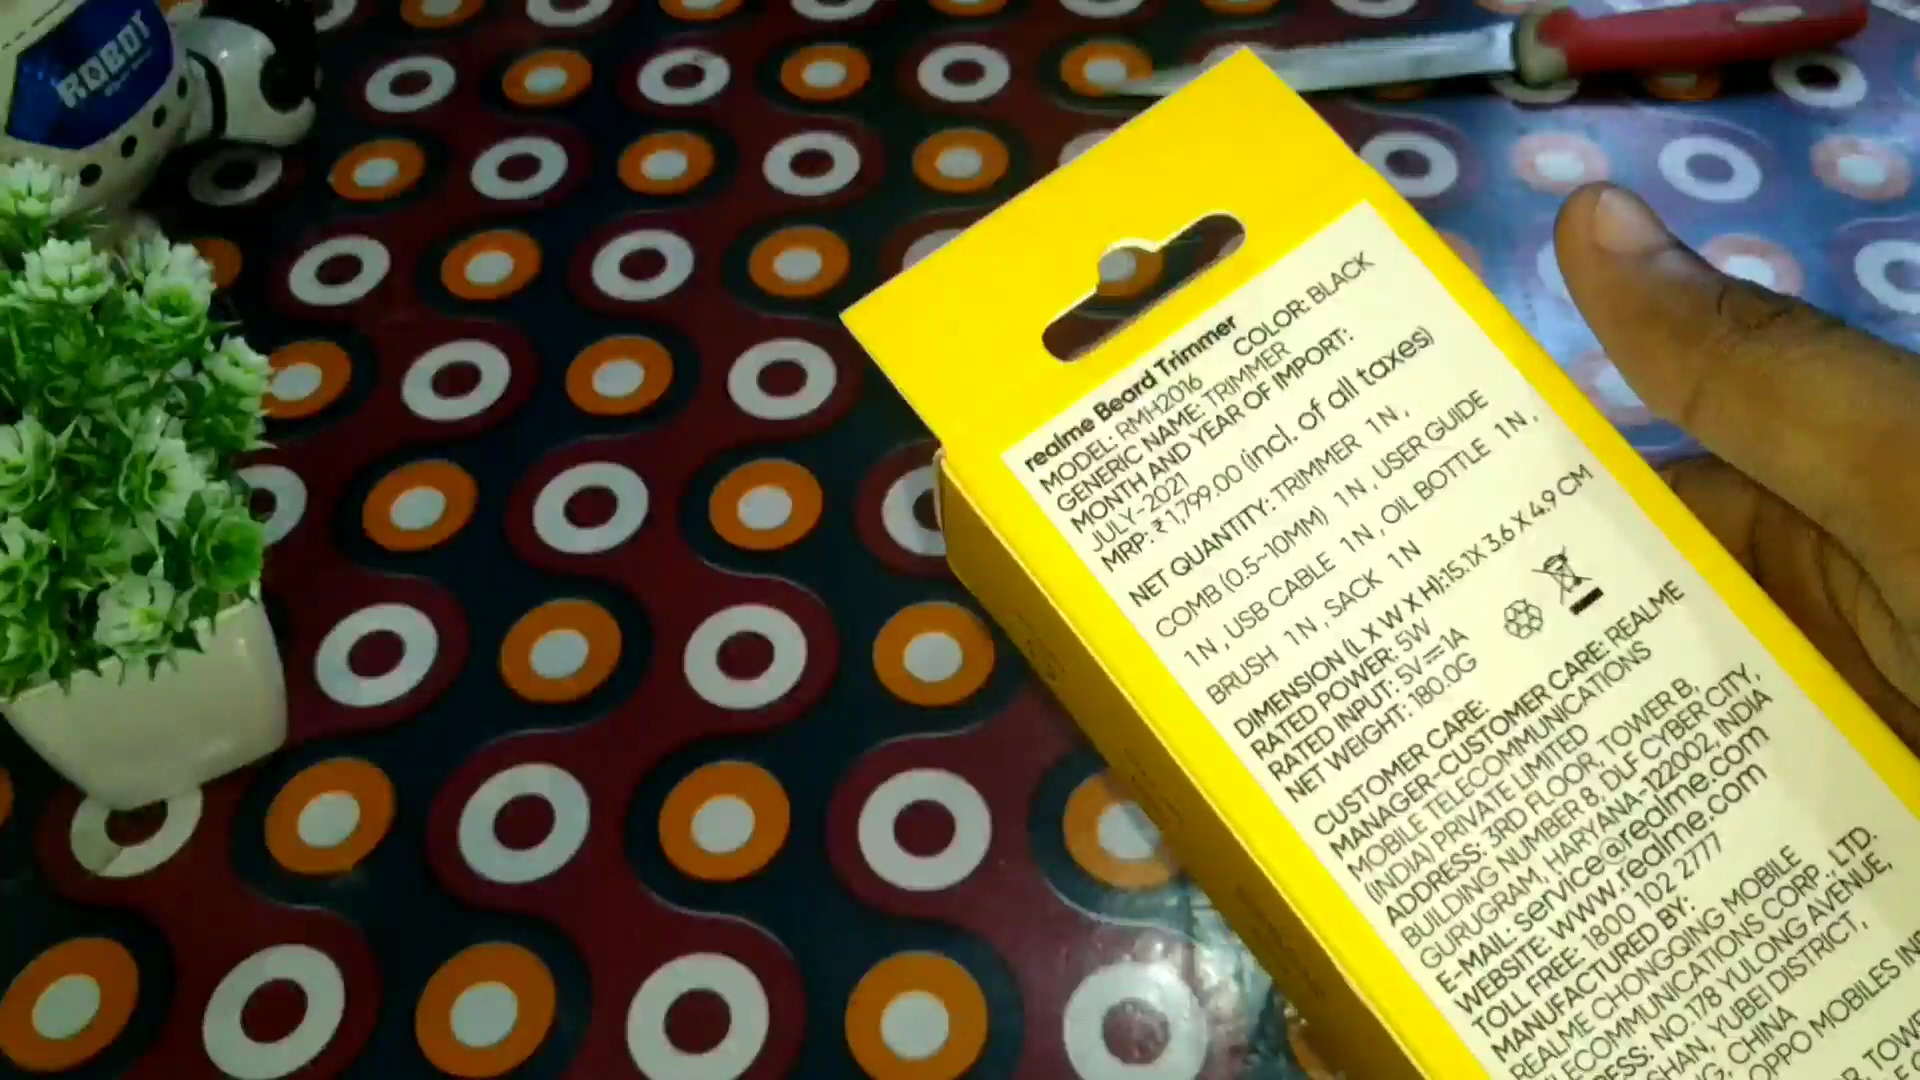 ROBOT
realme Beard Trimmer
MODEL: RMH2016 COLOR: BLACK
GENERIC NAME: TRIMMER
MONTH AND YEAR OF IMPORT:
JULY-2021
MRP: ₹ 1,799.00 (incl. of all taxes)
NET QUANTITY: TRIMMER 1N,
COMB (0.5-10MM) 1N, USER GUIDE
1N, USB CABLE 1N, OIL BOTTLE 1N,
BRUSH 1N, SACK 1N
DIMENSION (L X W X H):15.1X 3.6 X 4.9 CM
RATED POWER: 5W
RATED INPUT: 5V⎓1A
NET WEIGHT: 180.0G
CUSTOMER CARE:
MANAGER-CUSTOMER CARE: REALME
MOBILE TELECOMMUNICATIONS
(INDIA) PRIVATE LIMITED
ADDRESS: 3RD FLOOR, TOWER B,
BUILDING NUMBER 8, DLF CYBER CITY,
GURUGRAM, HARYANA-122002, INDIA
E-MAIL: service@realme.com
WEBSITE: www.realme.com
TOLL FREE: 1800 102 2777
MANUFACTURED BY:
REALME CHONGQING MOBILE
TELECOMMUNICATIONS CORP., LTD.
NO.178 YULONG AVENUE,
YUBEI DISTRICT,
CHINA
OPPO MOBILES